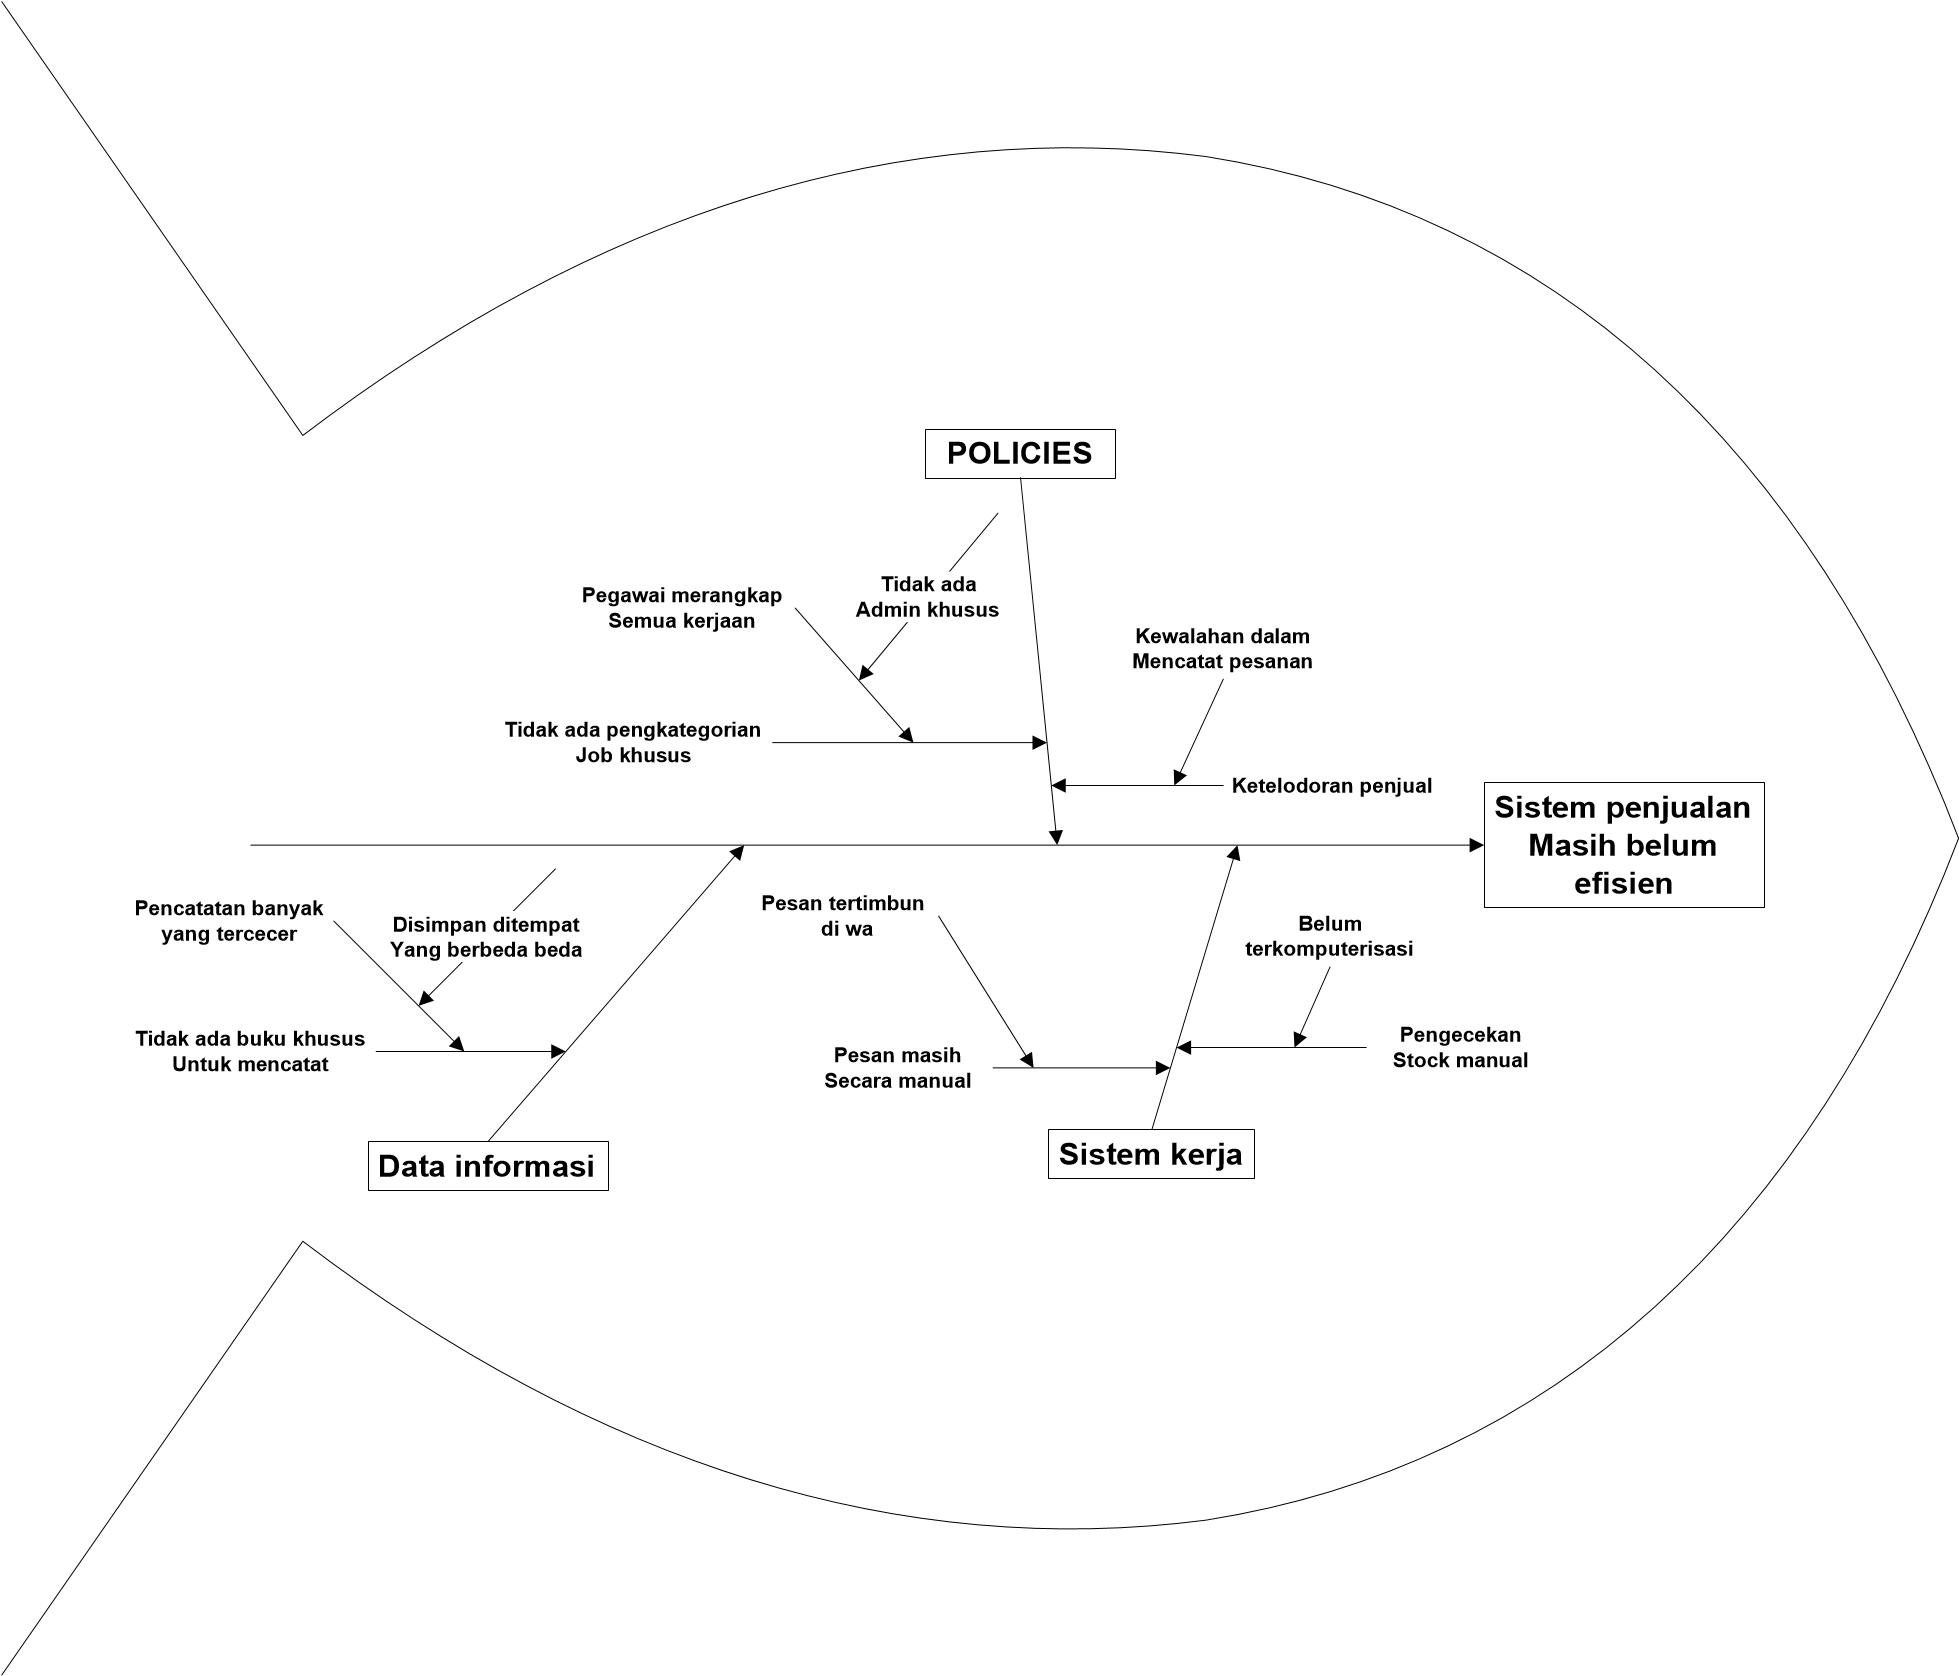 POLICIES
Tidak ada
Admin khusus
Pegawai merangkap
Semua kerjaan
Kewalahan dalam
Mencatat pesanan
Tidak ada pengkategorian
Job khusus
Ketelodoran penjual
Sistem penjualan
Masih belum
efisien
Pencatatan banyak
yang tercecer
Disimpan ditempat
Yang berbeda beda
Pesan tertimbun
di wa
Belum
terkomputerisasi
Tidak ada buku khusus
Untuk mencatat
Pesan masih
Secara manual
Pengecekan
Stock manual
Data informasi
Sistem kerja